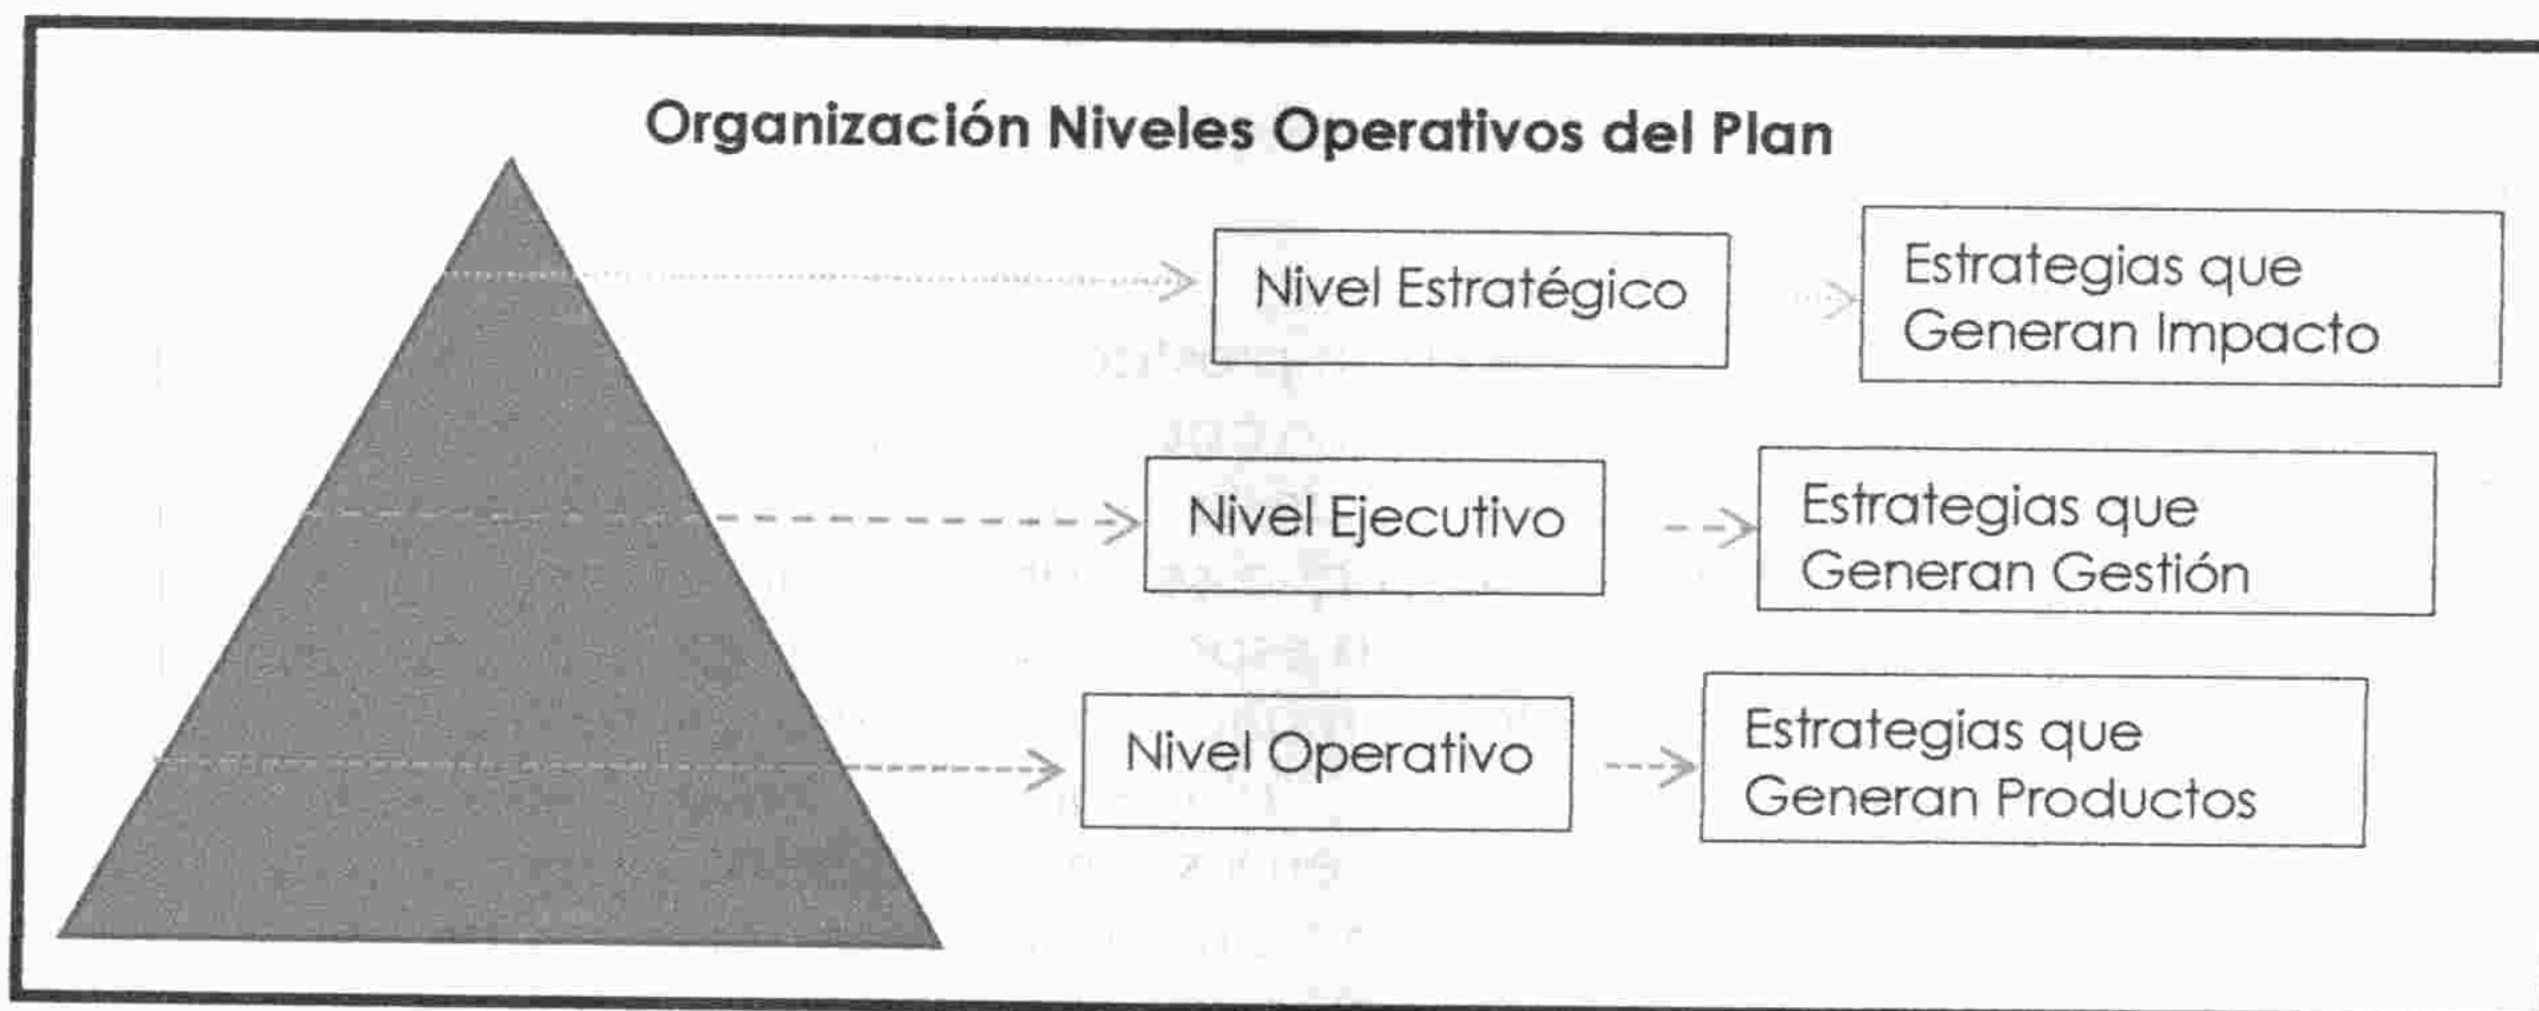 Organización Niveles Operativos del Plan
Nivel Estratégico
Estrategias que
Generan Impacto
Nivel Ejecutivo
Estrategias que
Generan Gestión
Nivel Operativo
Estrategias que
Generan Productos